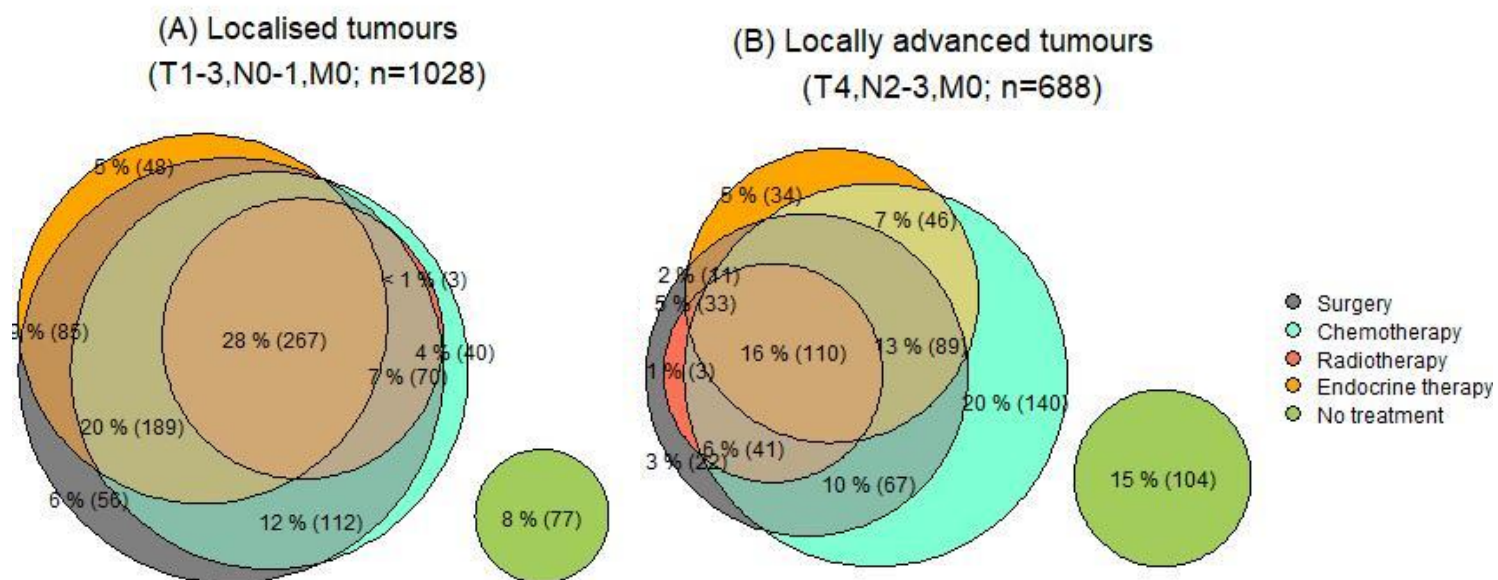 (A) Localised tumours
(T1-3,N0-1,M0; n=1028)
5 % (48)
< 1 % (3)
9 % (85)
28 % (267)
4 % (40)
7 % (70)
20 % (189)
6 % (56)
12 % (112)
8 % (77)
(B) Locally advanced tumours
(T4,N2-3,M0; n=688)
5 % (34)
7 % (46)
2 % (11)
5 % (33)
16 % (110)
13 % (89)
1 % (3)
20 % (140)
6 % (41)
3 % (22)
10 % (67)
15 % (104)
Surgery
Chemotherapy
Radiotherapy
Endocrine therapy
No treatment